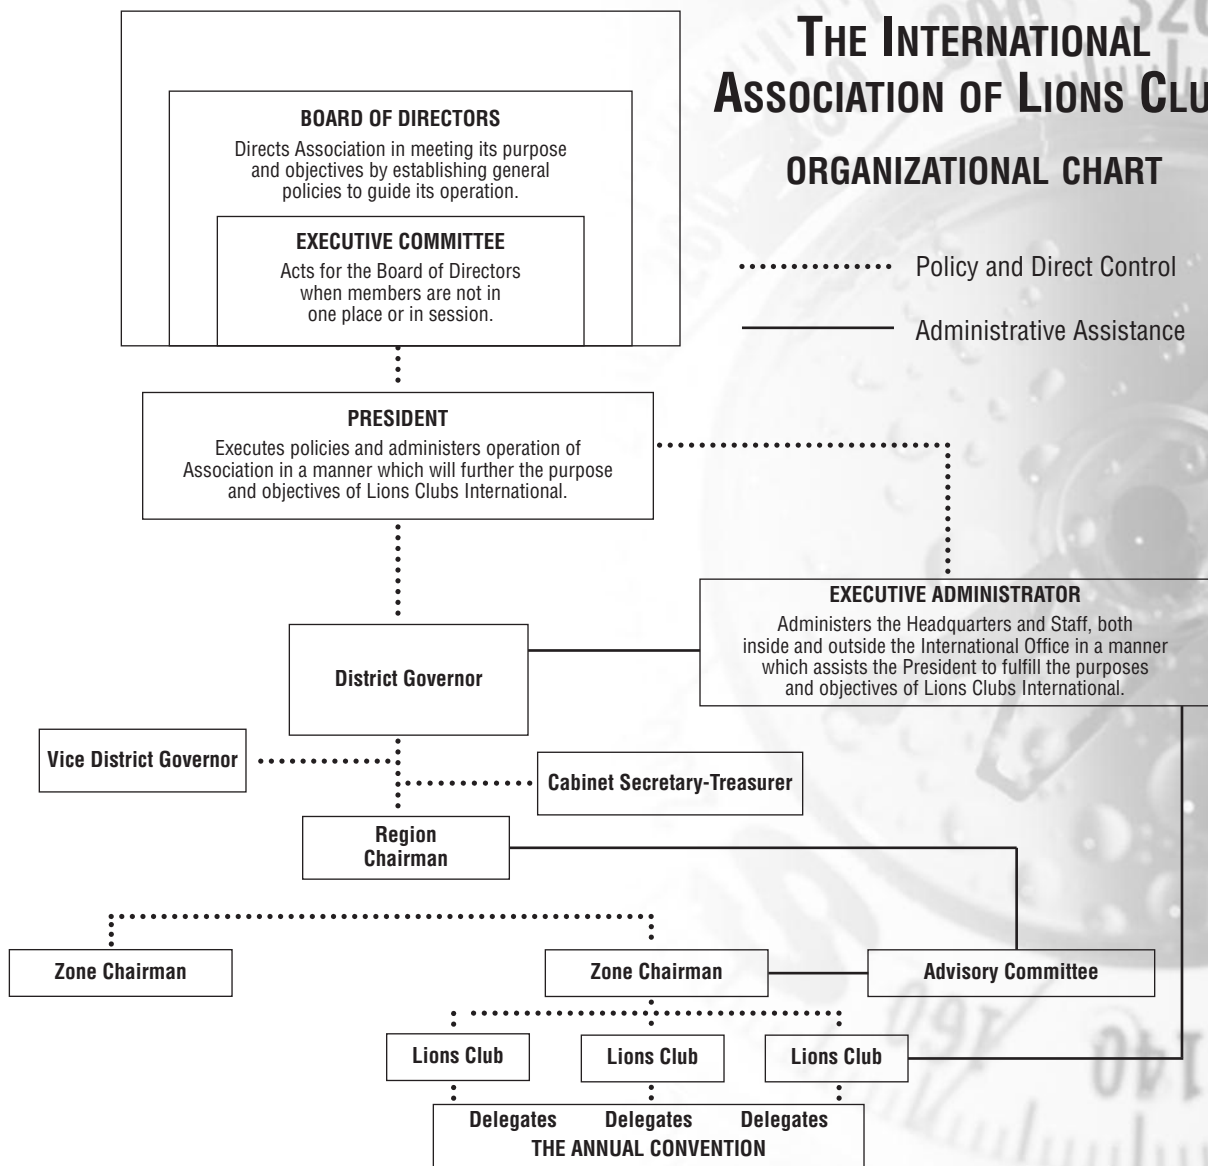 THE INTERNATIONAL
ASSOCIATION OF LIONS CLU
ORGANIZATIONAL CHART
Policy and Direct Control
Administrative Assistance
BOARD OF DIRECTORS
Directs Association in meeting its purpose
and objectives by establishing general
policies to guide its operation.
EXECUTIVE COMMITTEE
Acts for the Board of Directors
when members are not in
one place or in session.
PRESIDENT
Executes policies and administers operation of
Association in a manner which will further the purpose
and objectives of Lions Clubs International.
EXECUTIVE ADMINISTRATOR
Administers the Headquarters and Staff, both
inside and outside the International Office in a manner
which assists the President to fulfill the purposes
and objectives of Lions Clubs International.
District Governor
Vice District Governor
Cabinet Secretary-Treasurer
Region
Chairman
Zone Chairman
Zone Chairman
Advisory Committee
Lions Club
Lions Club
Lions Club
Delegates
Delegates
Delegates
THE ANNUAL CONVENTION
320
300
160
140